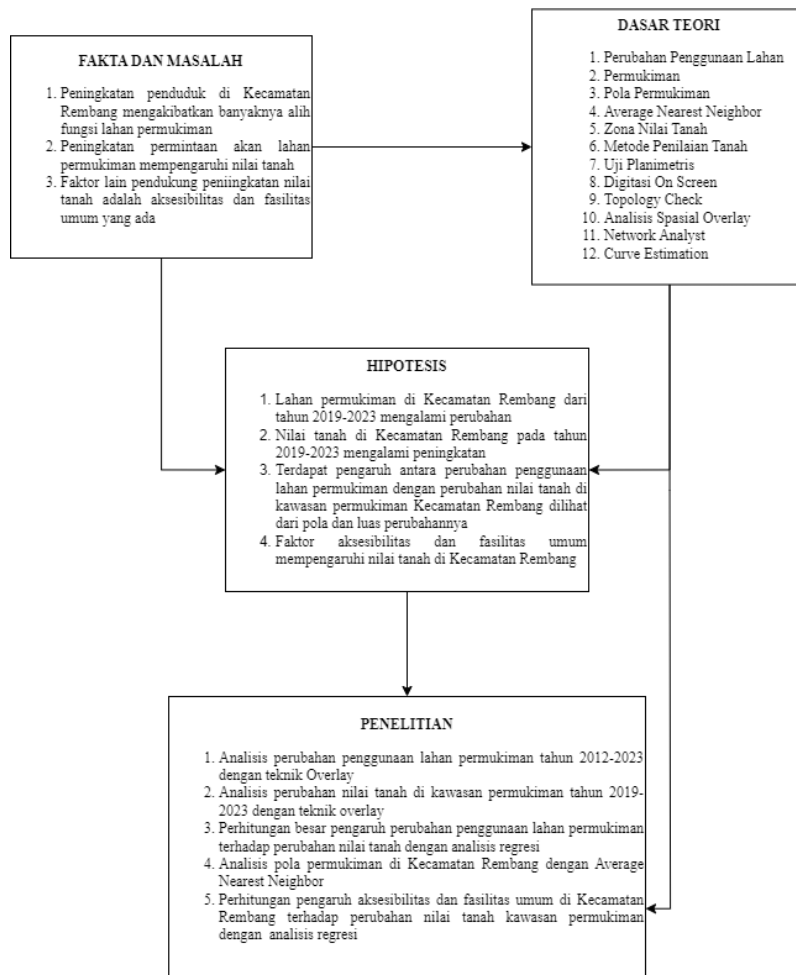 FAKTA DAN MASALAH
1. Peningkatan penduduk di Kecamatan
Rembang mengakibatkan banyaknya alih
fungsi lahan permukiman
2. Peningkatan permintaan akan lahan
permukiman mempengaruhi nilai tanah
3. Faktor lain pendukung peniingkatan nilai
tanah adalah aksesibilitas dan fasilitas
umum yang ada
DASAR TEORI
1. Perubahan Penggunaan Lahan
2. Permukiman
3. Pola Permukiman
4. Average Nearest Neighbor
5. Zona Nilai Tanah
6. Metode Penilaian Tanah
7. Uji Planimetris
8. Digitasi On Screen
9. Topology Check
10. Analisis Spasial Overlay
11. Network Analyst
12. Curve Estimation
HIPOTESIS
1. Lahan permukiman di Kecamatan Rembang dari
tahun 2019-2023 mengalami perubahan
2. Nilai tanah di Kecamatan Rembang pada tahun
2019-2023 mengalami peningkatan
3. Terdapat pengaruh antara perubahan penggunaan
lahan permukiman dengan perubahan nilai tanah di
kawasan permukiman Kecamatan Rembang dilihat
dari pola dan luas perubahannya
4. Faktor aksesibilitas dan fasilitas umum
mempengaruhi nilai tanah di Kecamatan Rembang
PENELITIAN
1. Analisis perubahan penggunaan lahan permukiman tahun 2012-2023
dengan teknik Overlay
2. Analisis perubahan nilai tanah di kawasan permukiman tahun 2019-
2023 dengan teknik overlay
3. Perhitungan besar pengaruh perubahan penggunaan lahan permukiman
terhadap perubahan nilai tanah dengan analisis regresi
4. Analisis pola permukiman di Kecamatan Rembang dengan Average
Nearest Neighbor
5. Perhitungan pengaruh aksesibilitas dan fasilitas umum di Kecamatan
Rembang terhadap perubahan nilai tanah kawasan permukiman
dengan analisis regresi